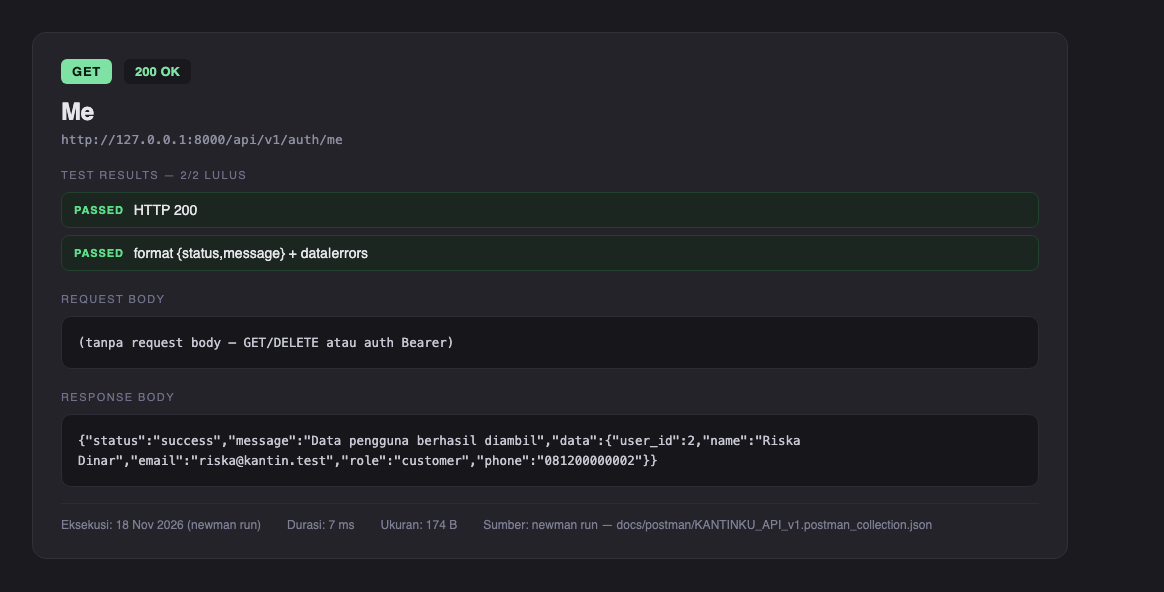 GET 200 OK
Me
http://127.0.0.1:8000/api/v1/auth/me
TEST RESULTS — 2/2 LULUS
PASSED HTTP 200
PASSED format {status,message} + data|errors
REQUEST BODY
(tanpa request body — GET/DELETE atau auth Bearer)
RESPONSE BODY
{"status":"success","message":"Data pengguna berhasil diambil","data":{"user_id":2,"name":"Riska
Dinar","email":"riska@kantin.test","role":"customer","phone":"081200000002"}}
Eksekusi: 18 Nov 2026 (newman run) Durasi: 7 ms Ukuran: 174 B Sumber: newman run — docs/postman/KANTINKU_API_v1.postman_collection.json